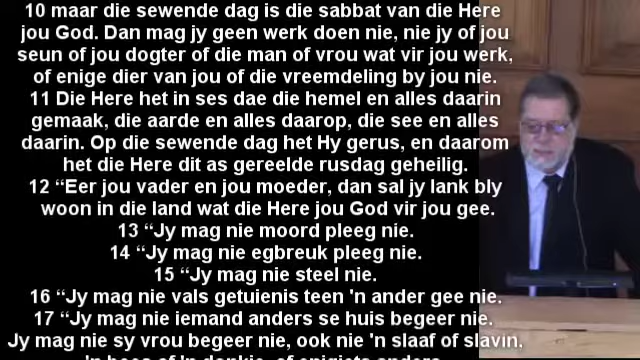 10 maar die sewende dag is die sabbat van die Here
jou God. Dan mag jy geen werk doen nie, nie jy of jou
seun of jou dogter of die man of vrou wat vir jou werk,
of enige dier van jou of die vreemdeling by jou nie.
11 Die Here het in ses dae die hemel en alles daarin
gemaak, die aarde en alles daarop, die see en alles
daarin. Op die sewende dag het Hy gerus, en daarom
het die Here dit as gereelde rusdag geheilig.
12 “Eer jou vader en jou moeder, dan sal jy lank bly
woon in die land wat die Here jou God vir jou gee.
13 “Jy mag nie moord pleeg nie.
14 “Jy mag nie egbreuk pleeg nie.
15 “Jy mag nie steel nie.
16 “Jy mag nie vals getuienis teen 'n ander gee nie.
17 “Jy mag nie iemand anders se huis begeer nie.
Jy mag nie sy vrou begeer nie, ook nie 'n slaaf of slavin,
'n bees of 'n donkie, of enigiets anders